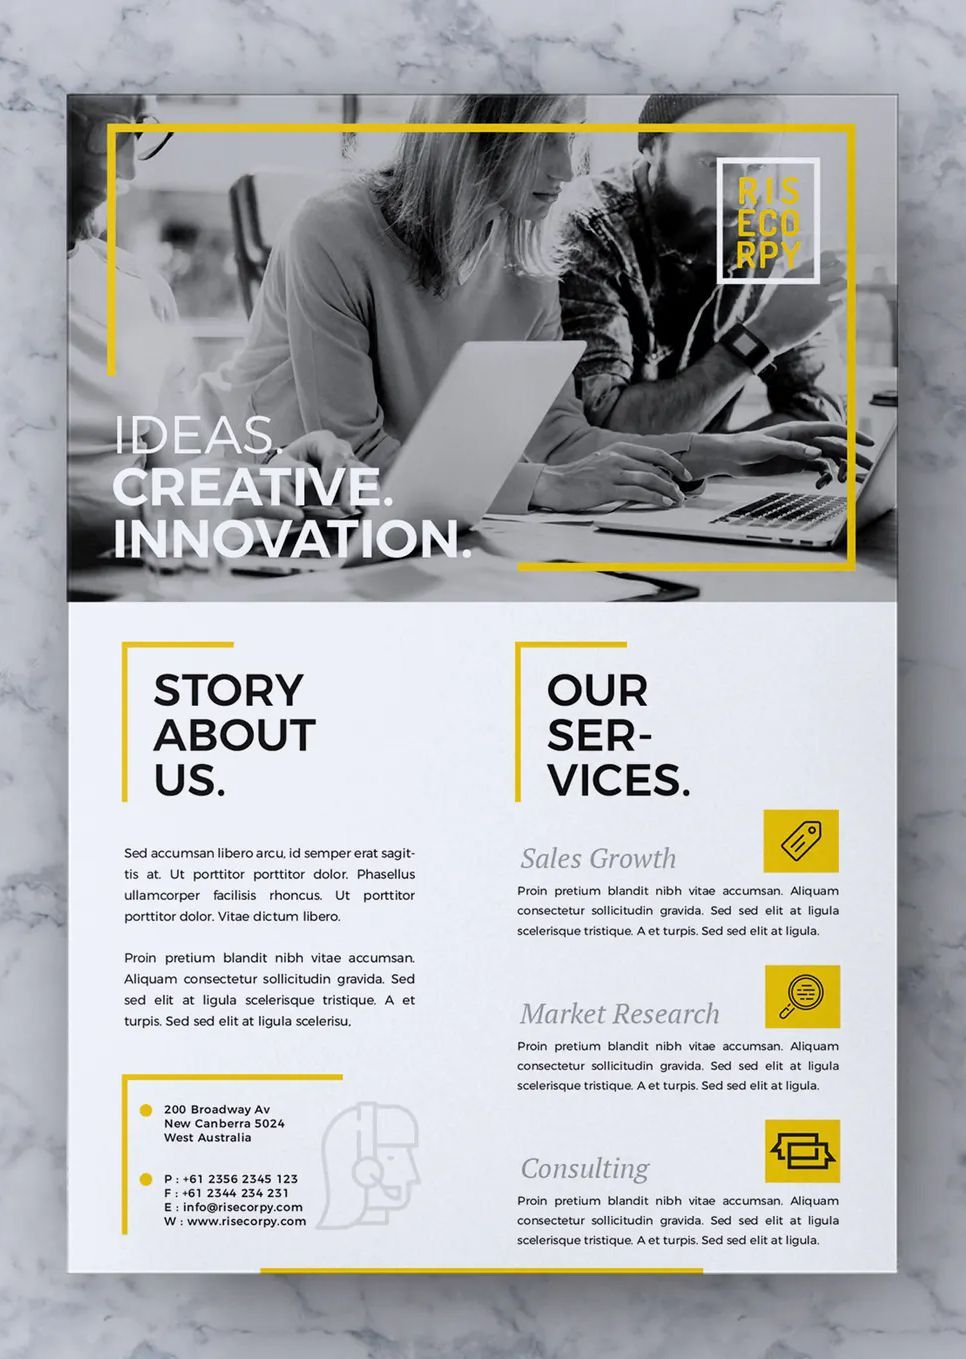 RIS
ECO
RPY
IDEAS.
CREATIVE.
INNOVATION.
STORY
ABOUT
US.
Sed accumsan libero arcu, id semper erat sagit-
tis at. Ut porttitor porttitor dolor. Phasellus
ullamcorper facilisis rhoncus. Ut porttitor
porttitor dolor. Vitae dictum libero.
Proin pretium blandit nibh vitae accumsan.
Aliquam consectetur sollicitudin gravida. Sed
sed elit at ligula scelerisque tristique. A et
turpis. Sed sed elit at ligula scelerisu,
200 Broadway Av
New Canberra 5024
West Australia
P : +61 2356 2345 123
F : +61 2344 234 231
E : info@risecorpy.com
W : www.risecorpy.com
OUR
SER-
VICES.
Sales Growth
Proin pretium blandit nibh vitae accumsan. Aliquam
consectetur sollicitudin gravida. Sed sed elit at ligula
scelerisque tristique. A et turpis. Sed sed elit at ligula.
Market Research
Proin pretium blandit nibh vitae accumsan. Aliquam
consectetur sollicitudin gravida. Sed sed elit at ligula
scelerisque tristique. A et turpis. Sed sed elit at ligula.
Consulting
Proin pretium blandit nibh vitae accumsan. Aliquam
consectetur sollicitudin gravida. Sed sed elit at ligula
scelerisque tristique. A et turpis. Sed sed elit at ligula.